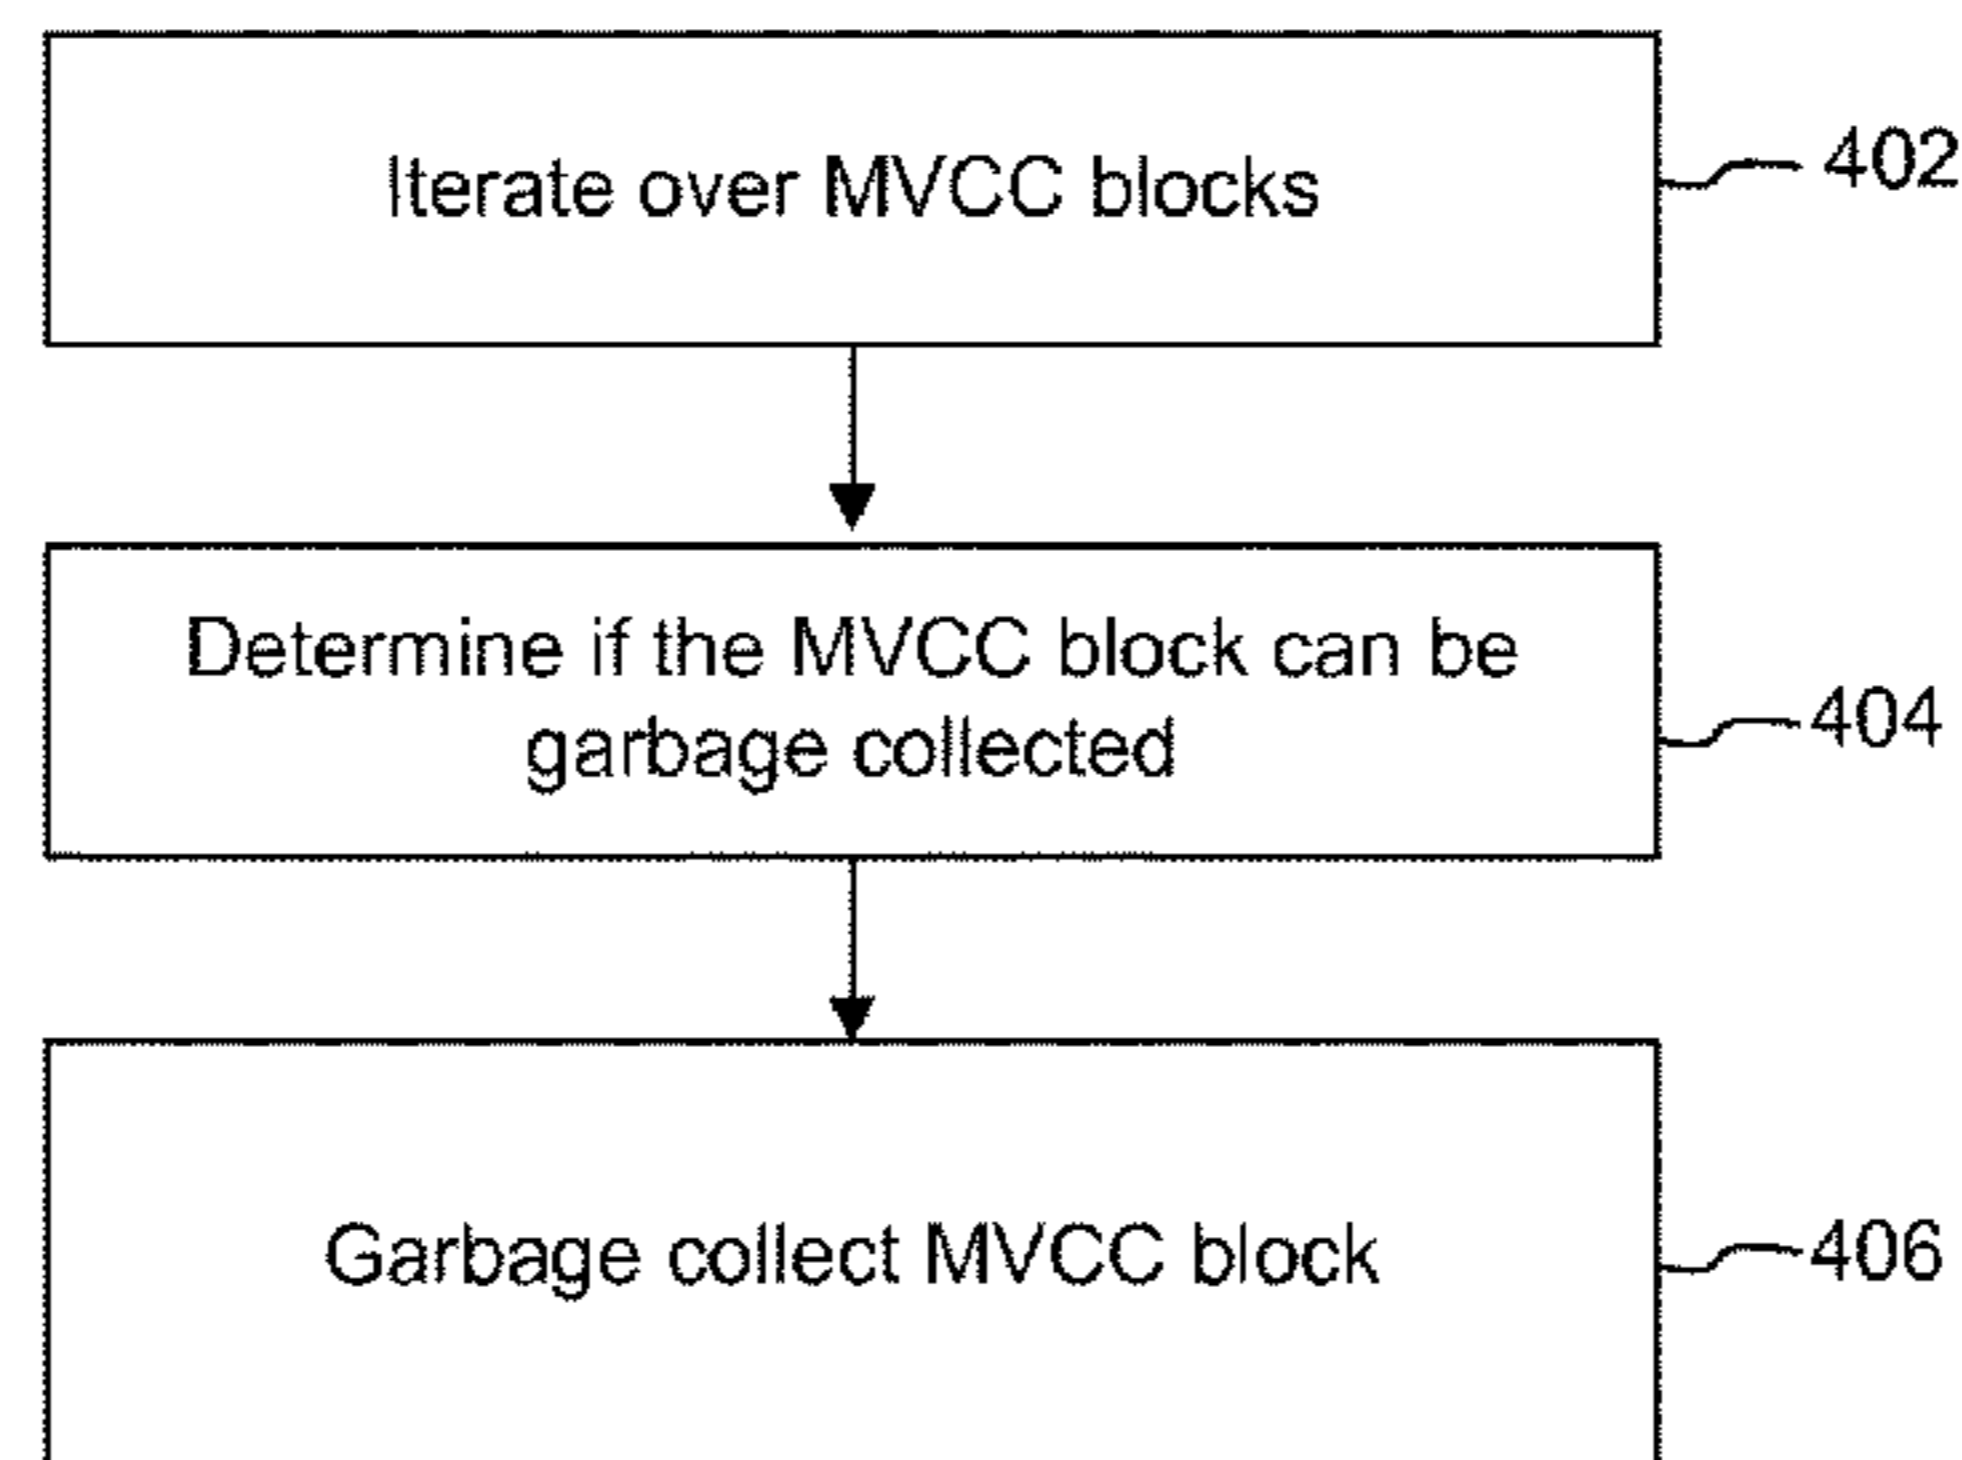 Iterate over MVCC blocks
402
Determine if the MVCC block can be
garbage collected
404
Garbage collect MVCC block
406